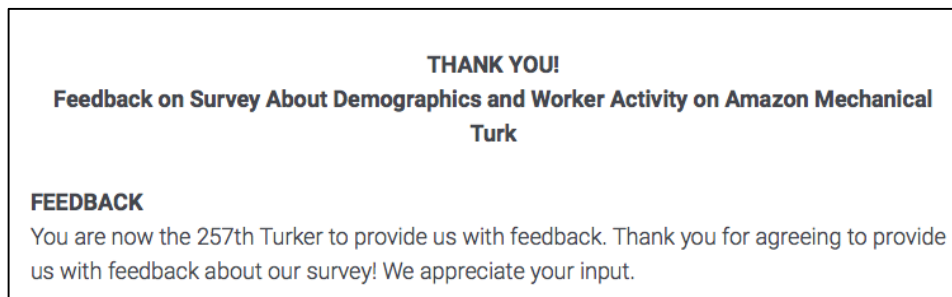 THANK YOU!
Feedback on Survey About Demographics and Worker Activity on Amazon Mechanical
Turk
FEEDBACK
You are now the 257th Turker to provide us with feedback. Thank you for agreeing to provide
us with feedback about our survey! We appreciate your input.